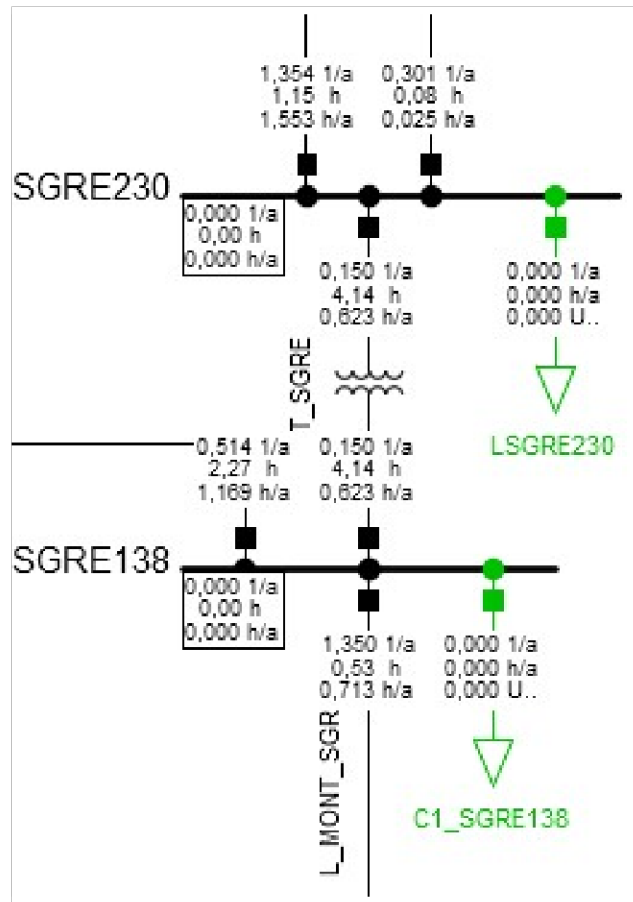 1,354 1/a
1,15 h
1,553 h/a
0,301 1/a
0,08 h
0,025 h/a
SGRE230
0,000 1/a
0,00 h
0,000 h/a
0,150 1/a
4,14 h
0,623 h/a
0,000 1/a
0,000 h/a
0,000 U..
T_SGRE
LSGRE230
0,514 1/a
2,27 h
1,169 h/a
0,150 1/a
4,14 h
0,623 h/a
SGRE138
0,000 1/a
0,00 h
0,000 h/a
1,350 1/a
0,53 h
0,713 h/a
0,000 1/a
0,000 h/a
0,000 U..
L_MONT_SGR
C1_SGRE138